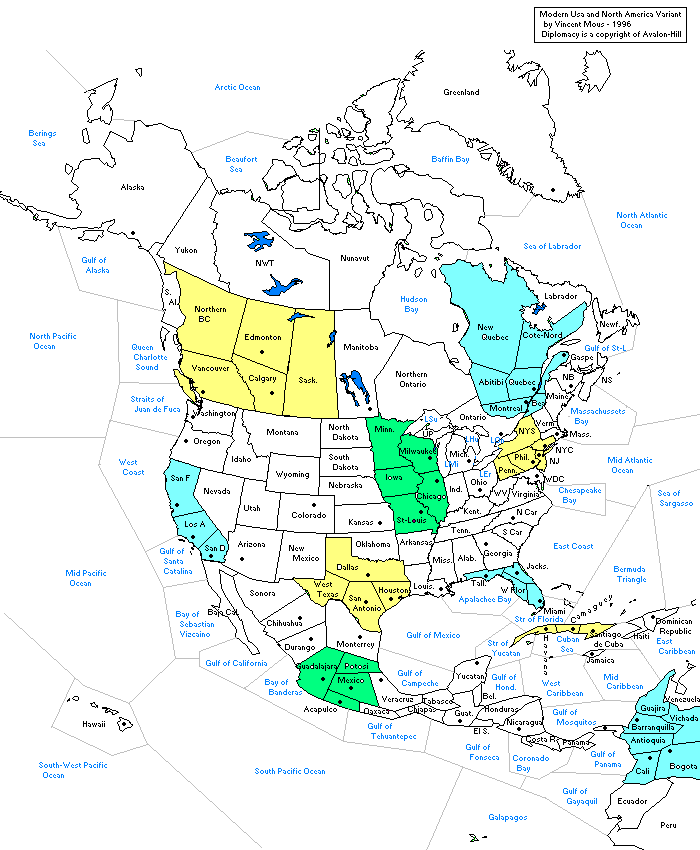 Modern Usa and North America Variant
by Vincent Mous - 1996
Diplomacy is a copyright of Avalon-Hill
Arctic Ocean
Greenland
Berings
Sea
Beaufort
Sea
Baffin Bay
Alaska
North Atlantic
Ocean
Yukon
Sea of Labrador
Gulf of
Alaska
NWT
Nunavut
S.
Al.
Hudson
Bay
Labrador
Northern
BC
New
Quebec
Newf.
Cote-Nord
North Pacific
Ocean
Queen
Charlotte
Sound
Edmonton
Manitoba
Gulf of St-L
Gaspe
Vancouver
Calgary
Sask.
Northern
Ontario
Abitibi
Quebec
NB
NS
Straits of
Juan de Fuca
Montreal
Bea
Maine
Massachussets
Bay
Washington
Montana
North
Dakota
Minn.
LSu
Ontario
Verm
UP
NYS
Mass.
Oregon
LHu
LOn
NYC
West
Coast
Idaho
South
Dakota
Milwaukee
Mich.
Phil.
NJ
Mid Atlantic
Ocean
LMi
San F
Wyoming
Nebraska
Iowa
LEr
Penn.
Ohio
WDC
Nevada
Utah
Colorado
Chicago
Ind.
WV
Virginia
Chesapeake
Bay
Sea of
Sargasso
Los A
Kansas
St-Louis
Kent.
N Car
Tenn.
S Car
Gulf of
Santa
Catalina
San D
Arizona
New
Mexico
Oklahoma
Arkansas
Miss.
Alab.
Georgia
East Coast
Mid Pacific
Ocean
Dallas
Jacks.
Bermuda
Triangle
West
Texas
San
Antonio
Houston
Louis.
Tall.
W Flor
Sonora
Apalachee Bay
Miami
Bay of
Sebastian
Vizcaino
Baja Cal.
Chihuahua
Str of Florida
Camaguey
Dominican
Republic
Durango
Monterrey
Gulf of Mexico
Str of
Yucatan
Havana
Cuban
Sea
Santiago
de Cuba
Haiti
East
Caribbean
Gulf of California
Guadalajara
Potosi
Jamaica
Bay of
Banderas
Mexico
Gulf of
Campeche
Yucatan
Gulf of
Hond.
West
Caribbean
Mid
Caribbean
Veracruz
Tabasco
Bel.
Venezuela
Acapulco
Oaxaca
Chiapas
Guat.
Honduras
Guajira
Hawaii
Gulf of
Tehuantepec
El S.
Nicaragua
Gulf of
Mosquitos
Barranquilla
Vichada
Costa R.
Panama
Antioquia
South-West Pacific
Ocean
South Pacific Ocean
Gulf of
Fonseca
Coronado
Bay
Gulf of
Panama
Cali
Bogota
Gulf of
Gayaquil
Ecuador
Galapagos
Peru